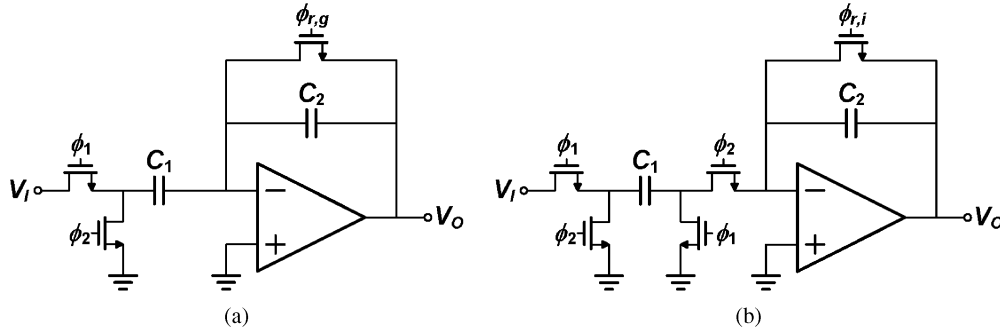 ϕr,g ϕr,i
C2 C2
ϕ1 C1 ϕ1 C1 ϕ2
VI − VO VI − VO
ϕ2 + ϕ2 ϕ1 +
(a) (b)